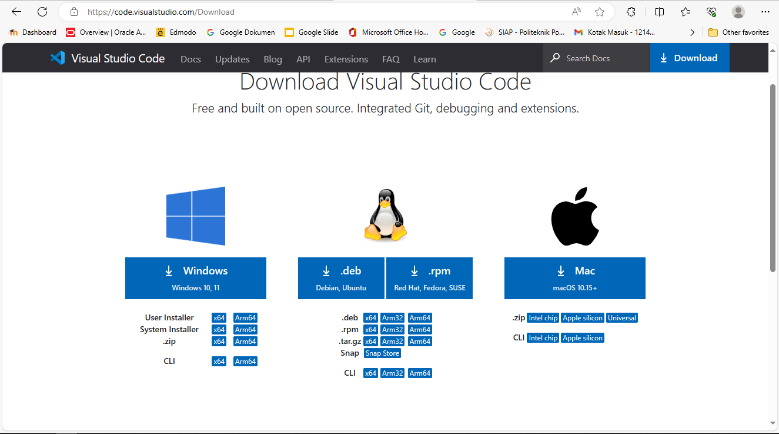 https://code.visualstudio.com/Download
Dashboard Overview | Oracle A... Edmodo Google Dokumen Google Slide Microsoft Office Ho... Google SIAP - Politeknik Po... Kotak Masuk - 1214... Other favorites
Visual Studio Code Docs Updates Blog API Extensions FAQ Learn Search Docs Download
Download Visual Studio Code
Free and built on open source. Integrated Git, debugging and extensions.
Windows
Windows 10, 11
.deb
Debian, Ubuntu
.rpm
Red Hat, Fedora, SUSE
Mac
macOS 10.15+
User Installer x64 Arm64
System Installer x64 Arm64
.zip x64 Arm64
CLI x64 Arm64
.deb x64 Arm32 Arm64
.rpm x64 Arm32 Arm64
.tar.gz x64 Arm32 Arm64
Snap Snap Store
CLI x64 Arm32 Arm64
.zip Intel chip Apple silicon Universal
CLI Intel chip Apple silicon